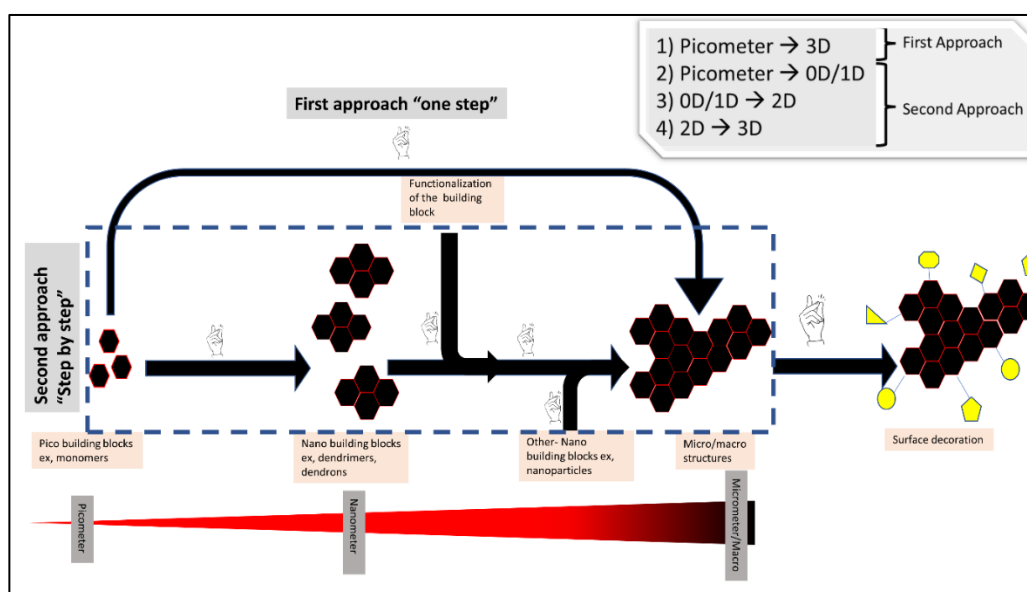 1) Picometer → 3D
2) Picometer → 0D/1D
3) 0D/1D → 2D
4) 2D → 3D
First Approach
Second Approach
First approach “one step”
Functionalization
of the building
block
Second approach
“Step by step”
Pico building blocks
ex, monomers
Nano building blocks
ex, dendrimers,
dendrons
Other- Nano
building blocks ex,
nanoparticles
Micro/macro
structures
Surface decoration
Picometer
Nanometer
Micrometer/Macro